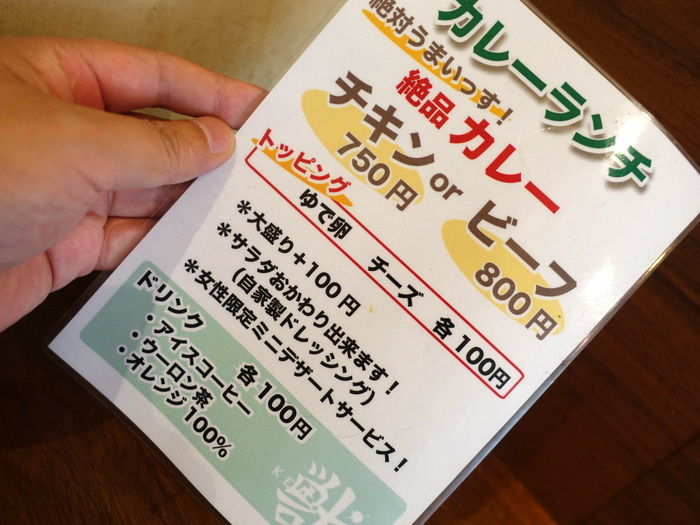 カレーランチ
絶対うまいっす！
絶品 カレー
チキン or ビーフ
750円 800円
トッピング
ゆで卵 チーズ 各100円
＊大盛り＋100円
＊サラダおかわり出来ます！
（自家製ドレッシング）
＊女性限定ミニデザートサービス！
ドリンク 各100円
・アイスコーヒー
・ウーロン茶
・オレンジ100%